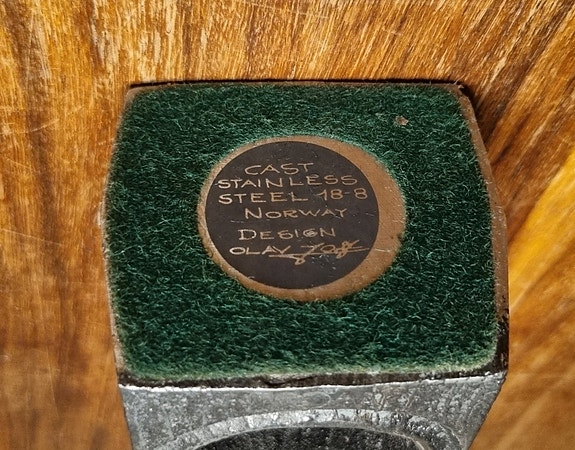 CAST
STAINLESS
STEEL 18-8
NORWAY
DESIGN
OLAV